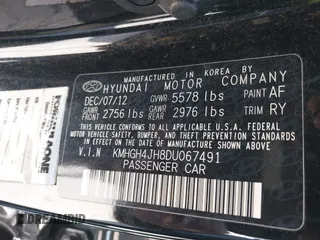 MANUFACTURED IN KOREA BY
HYUNDAI MOTOR COMPANY
DEC/07/12 GVWR 5578 lbs PAINT AF
GAWR FRONT 2756 lbs GAWR REAR 2976 lbs TRIM RY
THIS VEHICLE CONFORMS TO ALL APPLICABLE
FEDERAL MOTOR VEHICLE SAFETY,
BUMPER, AND THEFT PREVENTION STANDARDS
IN EFFECT ON THE DATE OF
MANUFACTURE SHOWN ABOVE.
V.I.N KMHGH4JH8DU067491
PASSENGER CAR